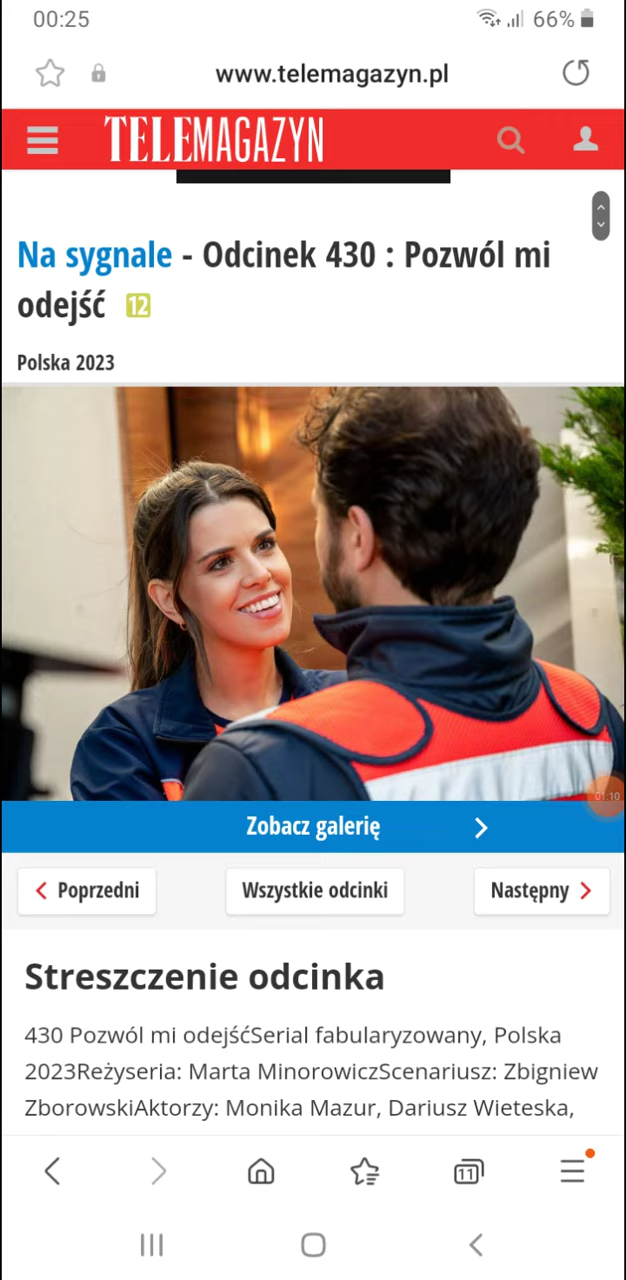 00:25
66%
www.telemagazyn.pl
TELEMAGAZYN
Na sygnale - Odcinek 430 : Pozwól mi
odejść 12
Polska 2023
01:10
Zobacz galerię
Poprzedni
Wszystkie odcinki
Następny
Streszczenie odcinka
430 Pozwól mi odejśćSerial fabularyzowany, Polska
2023Reżyseria: Marta MinorowiczScenariusz: Zbigniew
ZborowskiAktorzy: Monika Mazur, Dariusz Wieteska,
11